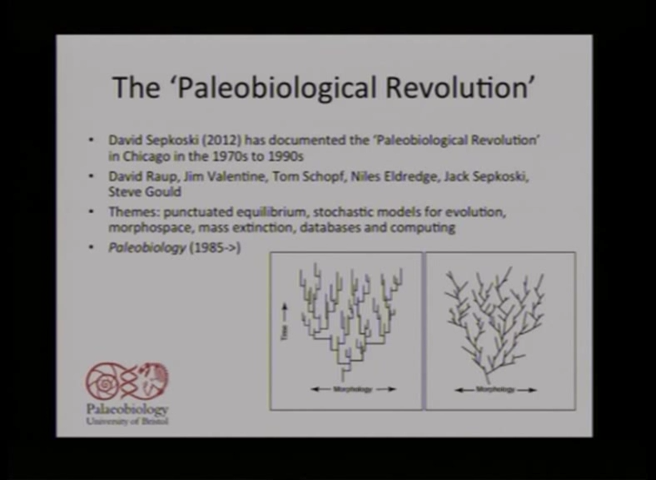 The ‘Paleobiological Revolution’
• David Sepkoski (2012) has documented the ‘Paleobiological Revolution’
in Chicago in the 1970s to 1990s
• David Raup, Jim Valentine, Tom Schopf, Niles Eldredge, Jack Sepkoski,
Steve Gould
• Themes: punctuated equilibrium, stochastic models for evolution,
morphospace, mass extinction, databases and computing
• Paleobiology (1985->)
Time
Morphology
Morphology
Palaeobiology
University of Bristol